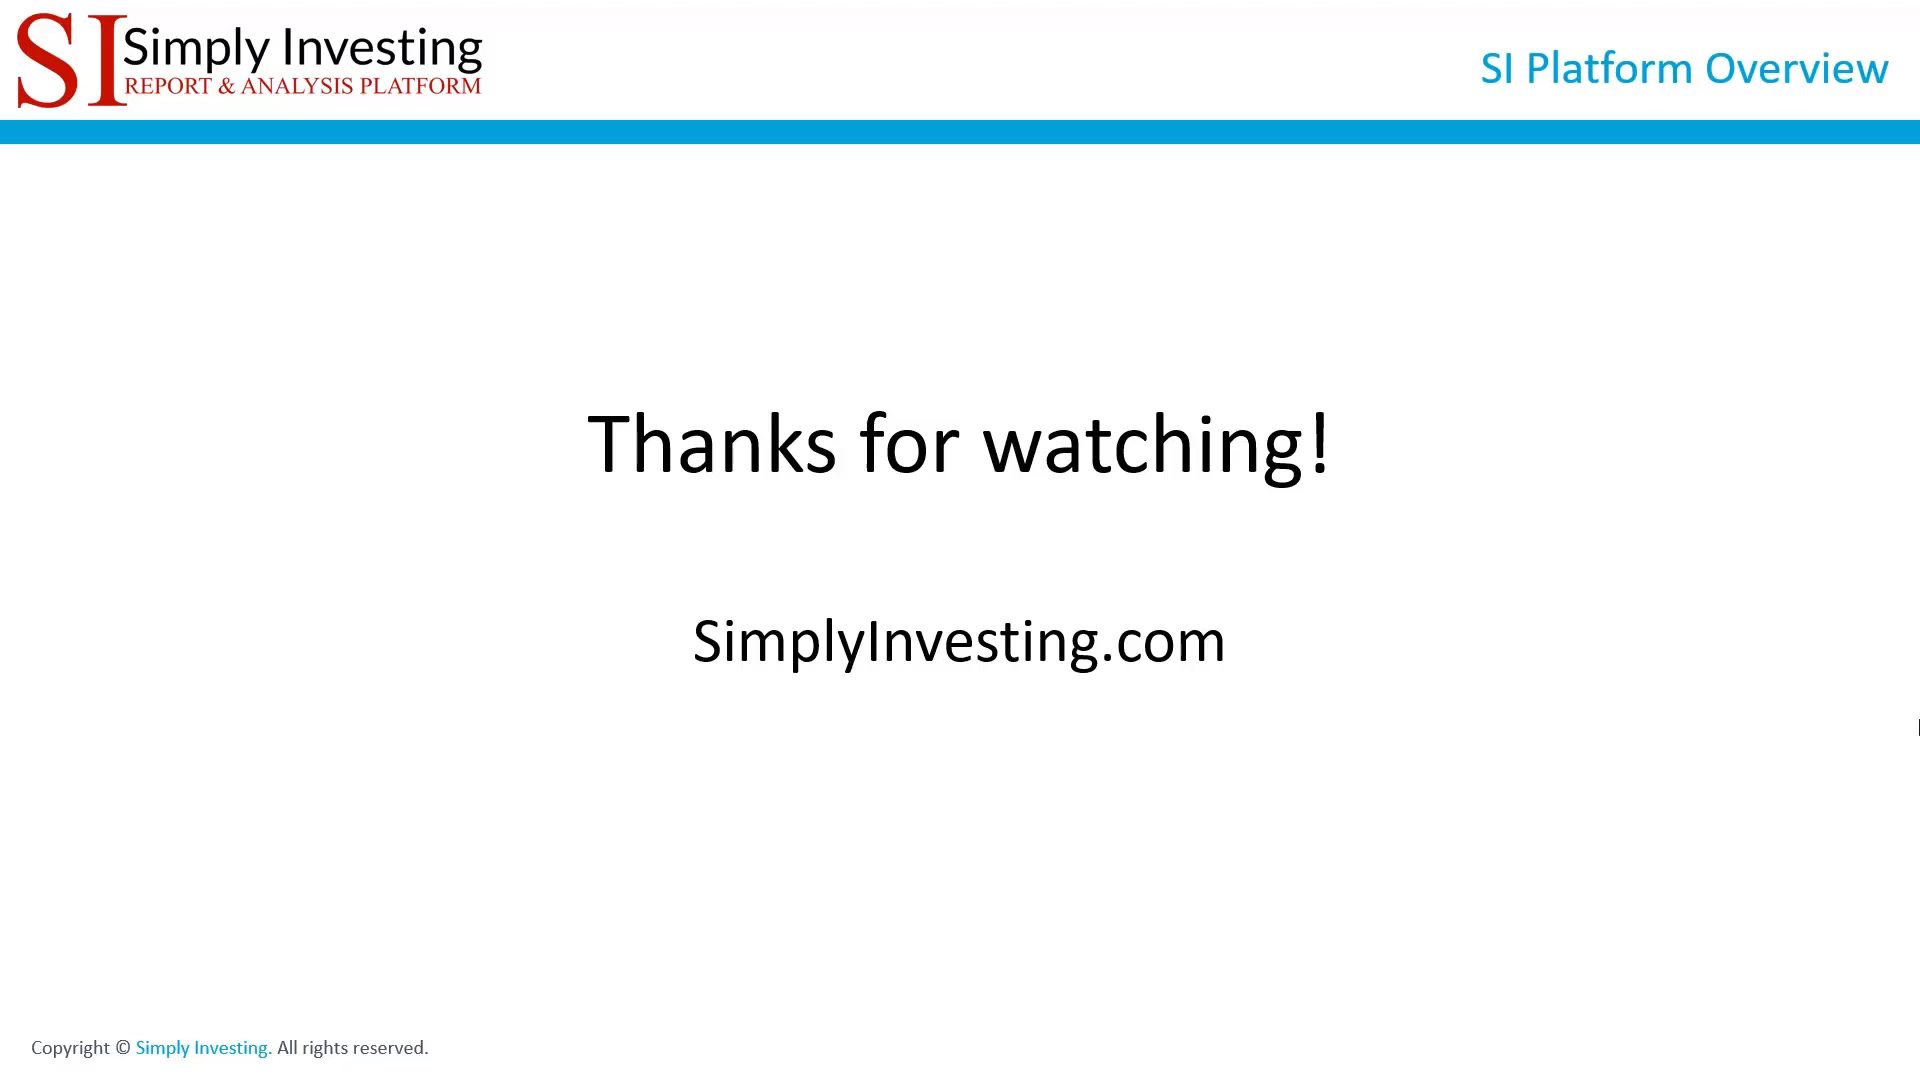 SI Simply Investing
REPORT & ANALYSIS PLATFORM
SI Platform Overview
Thanks for watching!
SimplyInvesting.com
Copyright © Simply Investing. All rights reserved.